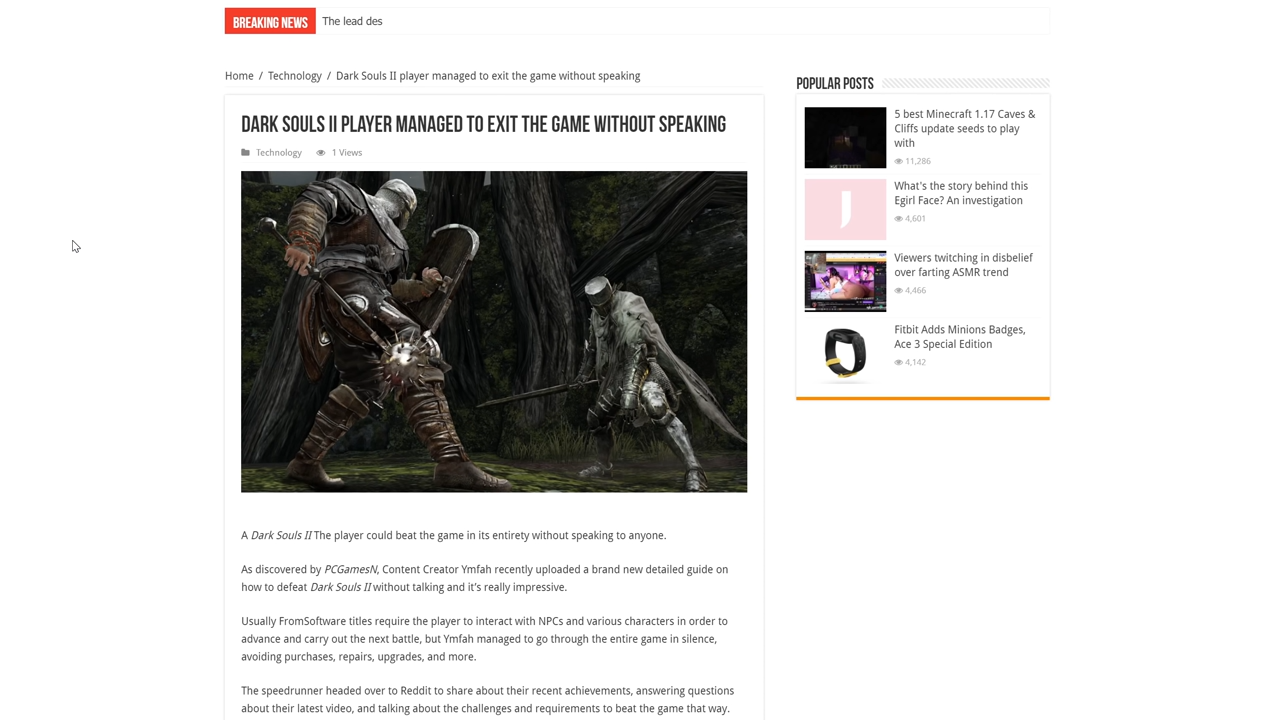 BREAKING NEWS
The lead des
Home / Technology / Dark Souls II player managed to exit the game without speaking
DARK SOULS II PLAYER MANAGED TO EXIT THE GAME WITHOUT SPEAKING
Technology 1 Views
A Dark Souls II The player could beat the game in its entirety without speaking to anyone.
As discovered by PCGamesN, Content Creator Ymfah recently uploaded a brand new detailed guide on
how to defeat Dark Souls II without talking and it's really impressive.
Usually FromSoftware titles require the player to interact with NPCs and various characters in order to
advance and carry out the next battle, but Ymfah managed to go through the entire game in silence,
avoiding purchases, repairs, upgrades, and more.
The speedrunner headed over to Reddit to share about their recent achievements, answering questions
about their latest video, and talking about the challenges and requirements to beat the game that way.
POPULAR POSTS
5 best Minecraft 1.17 Caves &
Cliffs update seeds to play
with
11,286
What's the story behind this
Egirl Face? An investigation
4,601
Viewers twitching in disbelief
over farting ASMR trend
4,466
Fitbit Adds Minions Badges,
Ace 3 Special Edition
4,142